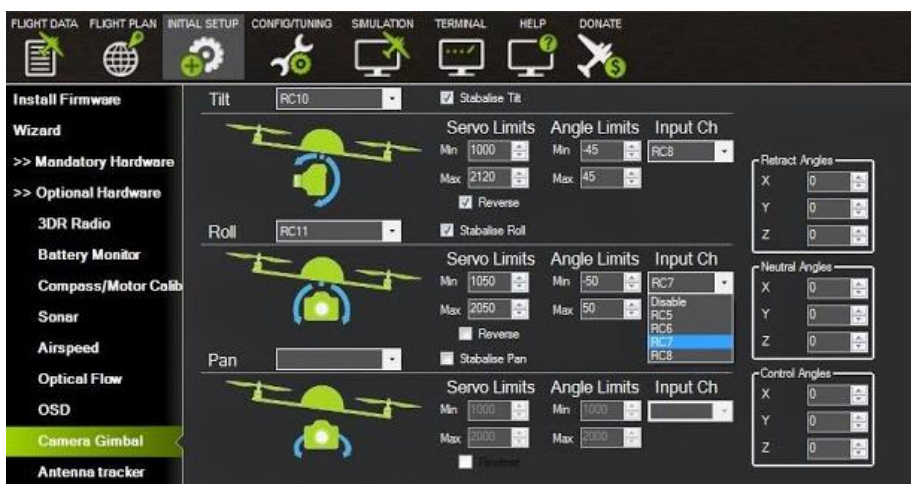 FLIGHT DATA FLIGHT PLAN INITIAL SETUP CONFIG/TUNING SIMULATION TERMINAL HELP DONATE
Install Firmware
Wizard
>> Mandatory Hardware
>> Optional Hardware
3DR Radio
Battery Monitor
Compass/Motor Calib
Sonar
Airspeed
Optical Flow
OSD
Camera Gimbal
Antenna tracker
Tilt RC10 Stabalise Tilt
Servo Limits Angle Limits Input Ch
Min 1000 Min -45 RC8
Max 2120 Max 45
Reverse
Roll RC11 Stabalise Roll
Servo Limits Angle Limits Input Ch
Min 1050 Min -50 RC7
Max 2050 Max 50
Disable
RC5
RC6
RC7
RC8
Reverse
Pan Stabalise Pan
Servo Limits Angle Limits Input Ch
Min 1000 Min 1000
Max 2000 Max 2000
Reverse
Retract Angles
X 0
Y 0
Z 0
Neutral Angles
X 0
Y 0
Z 0
Control Angles
X 0
Y 0
Z 0